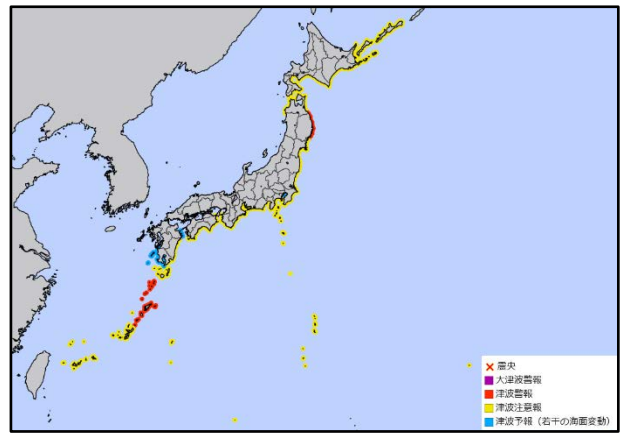 震央
大津波警報
津波警報
津波注意報
津波予報（若干の海面変動）